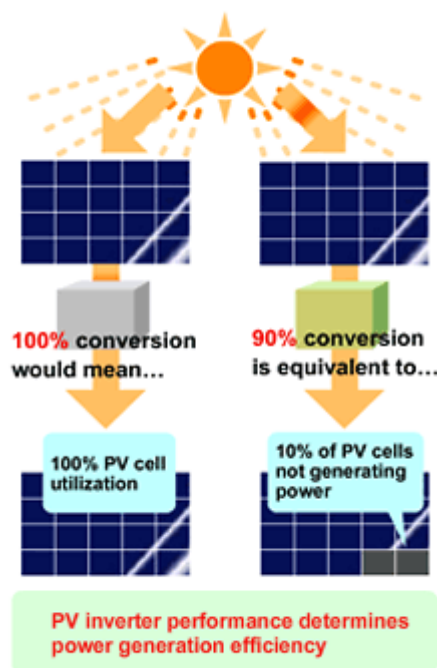 100% conversion
would mean...
90% conversion
is equivalent to...
100% PV cell
utilization
10% of PV cells
not generating
power
PV inverter performance determines
power generation efficiency